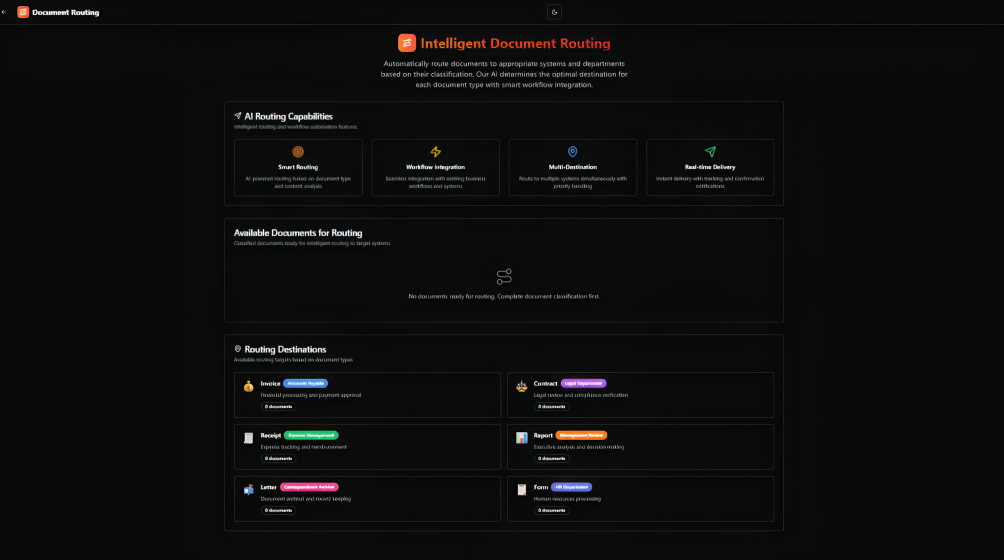 Document Routing
Intelligent Document Routing
Automatically route documents to appropriate systems and departments
based on their classification. Our AI determines the optimal destination for
each document type with smart workflow integration.
AI Routing Capabilities
Intelligent routing and workflow automation features
Smart Routing
AI-powered routing based on document type
and content analysis
Workflow Integration
Seamless integration with existing business
workflows and systems
Multi-Destination
Route to multiple systems simultaneously with
priority handling
Real-time Delivery
Instant delivery with tracking and confirmation
notifications
Available Documents for Routing
Classified documents ready for intelligent routing to target systems
No documents ready for routing. Complete document classification first.
Routing Destinations
Available routing targets based on document types
Invoice Accounts Payable
Financial processing and payment approval
0 documents
Contract Legal Department
Legal review and compliance verification
0 documents
Receipt Expense Management
Expense tracking and reimbursement
0 documents
Report Management Review
Executive analysis and decision making
0 documents
Letter Correspondence Archive
Document archival and record keeping
0 documents
Form HR Department
Human resources processing
0 documents